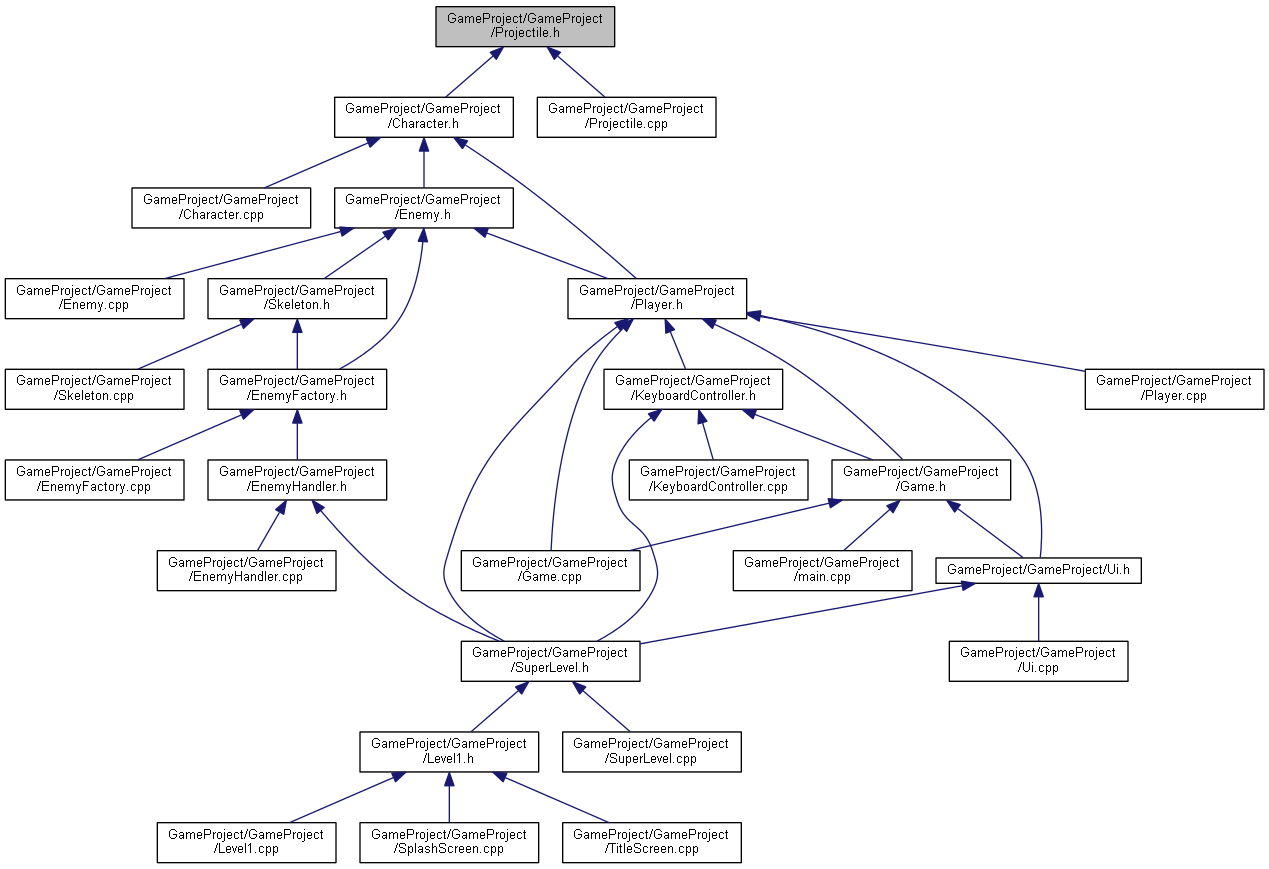 GameProject/GameProject
/Projectile.h
GameProject/GameProject
/Character.h
GameProject/GameProject
/Projectile.cpp
GameProject/GameProject
/Character.cpp
GameProject/GameProject
/Enemy.h
GameProject/GameProject
/Enemy.cpp
GameProject/GameProject
/Skeleton.h
GameProject/GameProject
/Player.h
GameProject/GameProject
/Skeleton.cpp
GameProject/GameProject
/EnemyFactory.h
GameProject/GameProject
/KeyboardController.h
GameProject/GameProject
/Player.cpp
GameProject/GameProject
/EnemyFactory.cpp
GameProject/GameProject
/EnemyHandler.h
GameProject/GameProject
/KeyboardController.cpp
GameProject/GameProject
/Game.h
GameProject/GameProject
/EnemyHandler.cpp
GameProject/GameProject
/Game.cpp
GameProject/GameProject
/main.cpp
GameProject/GameProject/Ui.h
GameProject/GameProject
/SuperLevel.h
GameProject/GameProject
/Ui.cpp
GameProject/GameProject
/Level1.h
GameProject/GameProject
/SuperLevel.cpp
GameProject/GameProject
/Level1.cpp
GameProject/GameProject
/SplashScreen.cpp
GameProject/GameProject
/TitleScreen.cpp